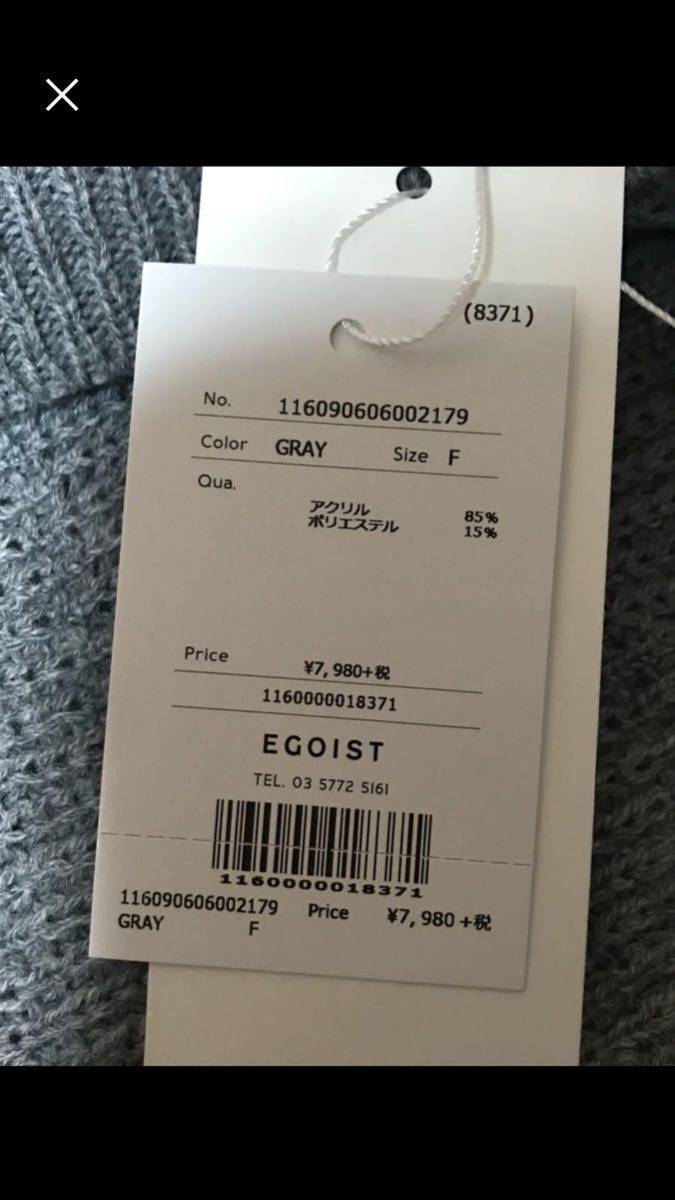 (8371)
No. 116090606002179
Color GRAY Size F
Qua.
アクリル 85%
ポリエステル 15%
Price ¥7,980+税
1160000018371
EGOIST
TEL. 03 5772 5161
1160000018371
116090606002179 Price ¥7,980+税
GRAY F